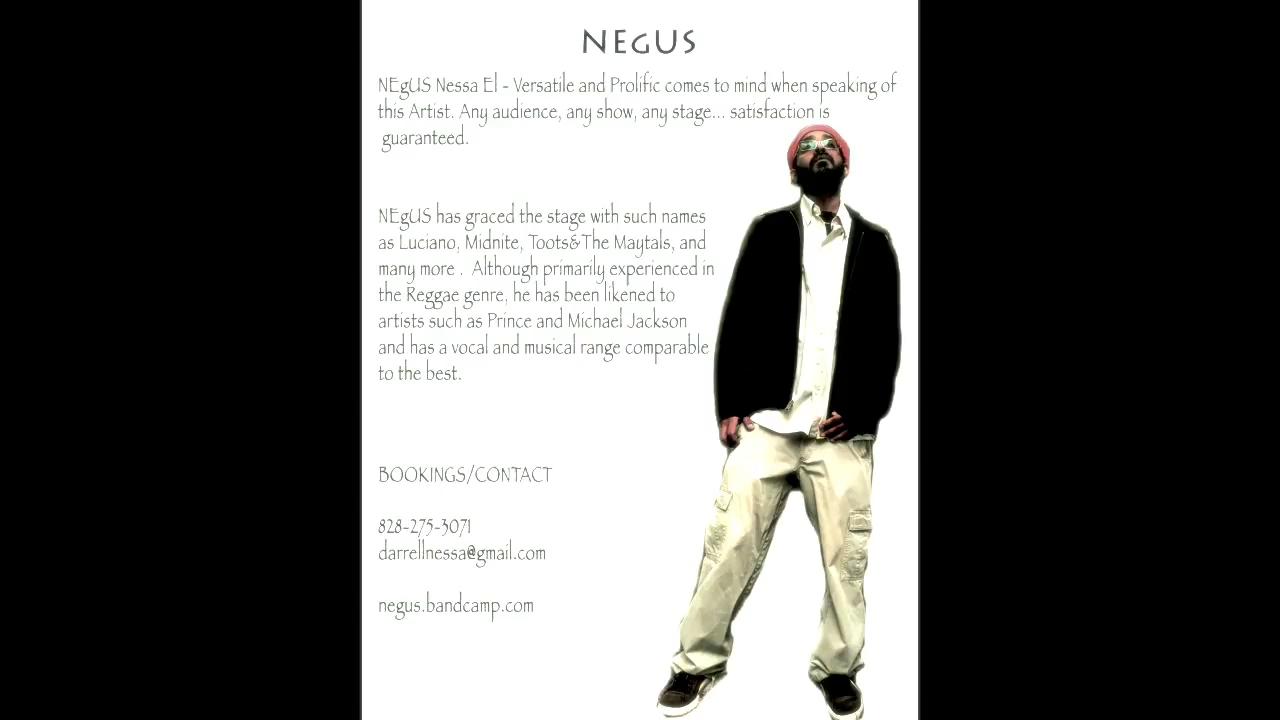 NEGUS
NEgUS Nessa El - Versatile and Prolific comes to mind when speaking of
this Artist. Any audience, any show, any stage... satisfaction is
guaranteed.
NEgUS has graced the stage with such names
as Luciano, Midnite, Toots&The Maytals, and
many more . Although primarily experienced in
the Reggae genre, he has been likened to
artists such as Prince and Michael Jackson
and has a vocal and musical range comparable
to the best.
BOOKINGS/CONTACT
828-275-3071
darrellnessa@gmail.com
negus.bandcamp.com